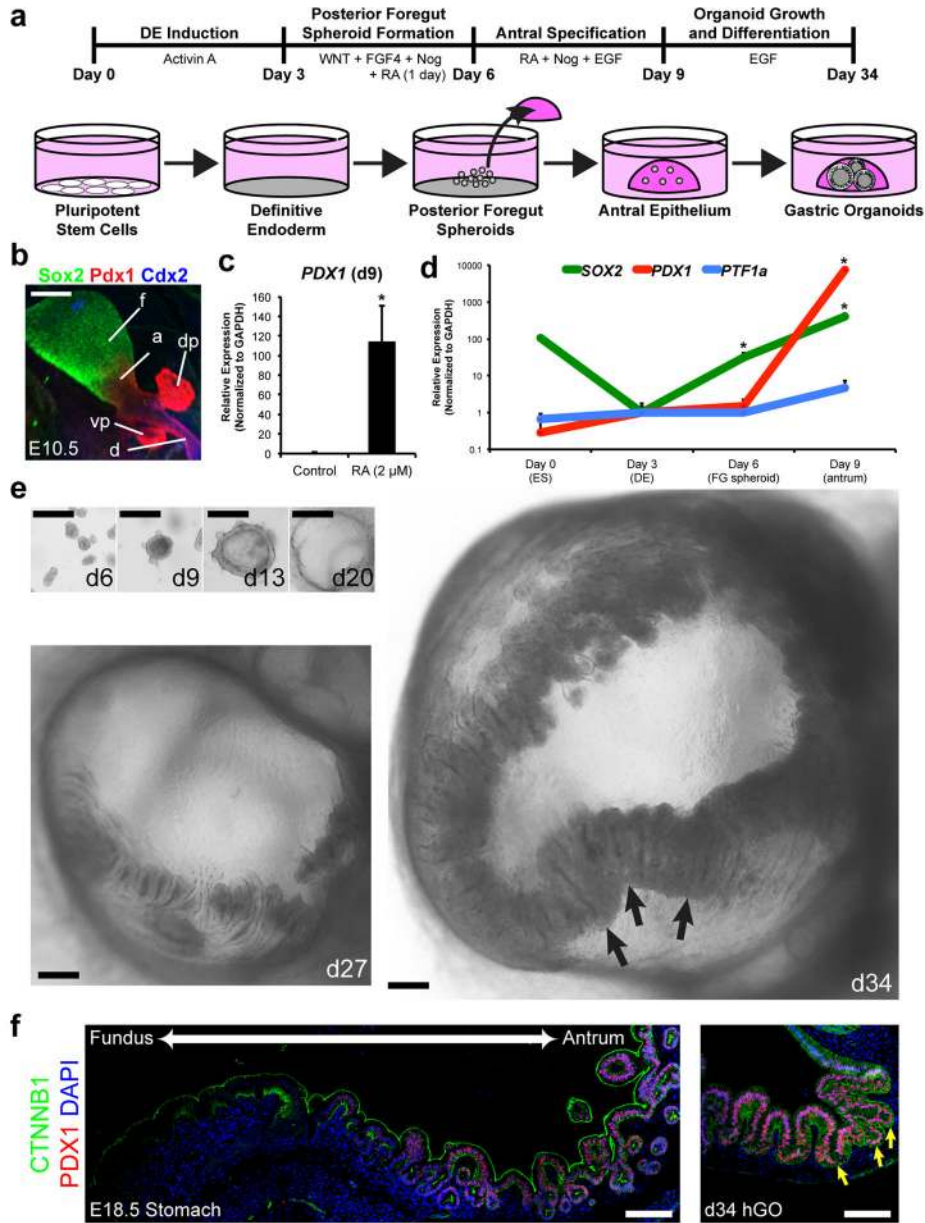 a
DE Induction
Posterior Foregut
Spheroid Formation
Antral Specification
Organoid Growth
and Differentiation
Activin A
WNT + FGF4 + Nog
+ RA (1 day)
RA + Nog + EGF
EGF
Day 0
Day 3
Day 6
Day 9
Day 34
Pluripotent
Stem Cells
Definitive
Endoderm
Posterior Foregut
Spheroids
Antral Epithelium
Gastric Organoids
b
Sox2 Pdx1 Cdx2
f
a
dp
vp
d
E10.5
c
PDX1 (d9)
Relative Expression
(Normalized to GAPDH)
160
140
120
100
80
60
40
20
0
*
Control
RA (2 µM)
d
SOX2
PDX1
PTF1a
Relative Expression
(Normalized to GAPDH)
10000
1000
100
10
1
0.1
*
*
*
Day 0
(ES)
Day 3
(DE)
Day 6
(FG spheroid)
Day 9
(antrum)
e
d6
d9
d13
d20
d27
d34
f
CTNNB1
PDX1 DAPI
Fundus
Antrum
E18.5 Stomach
d34 hGO